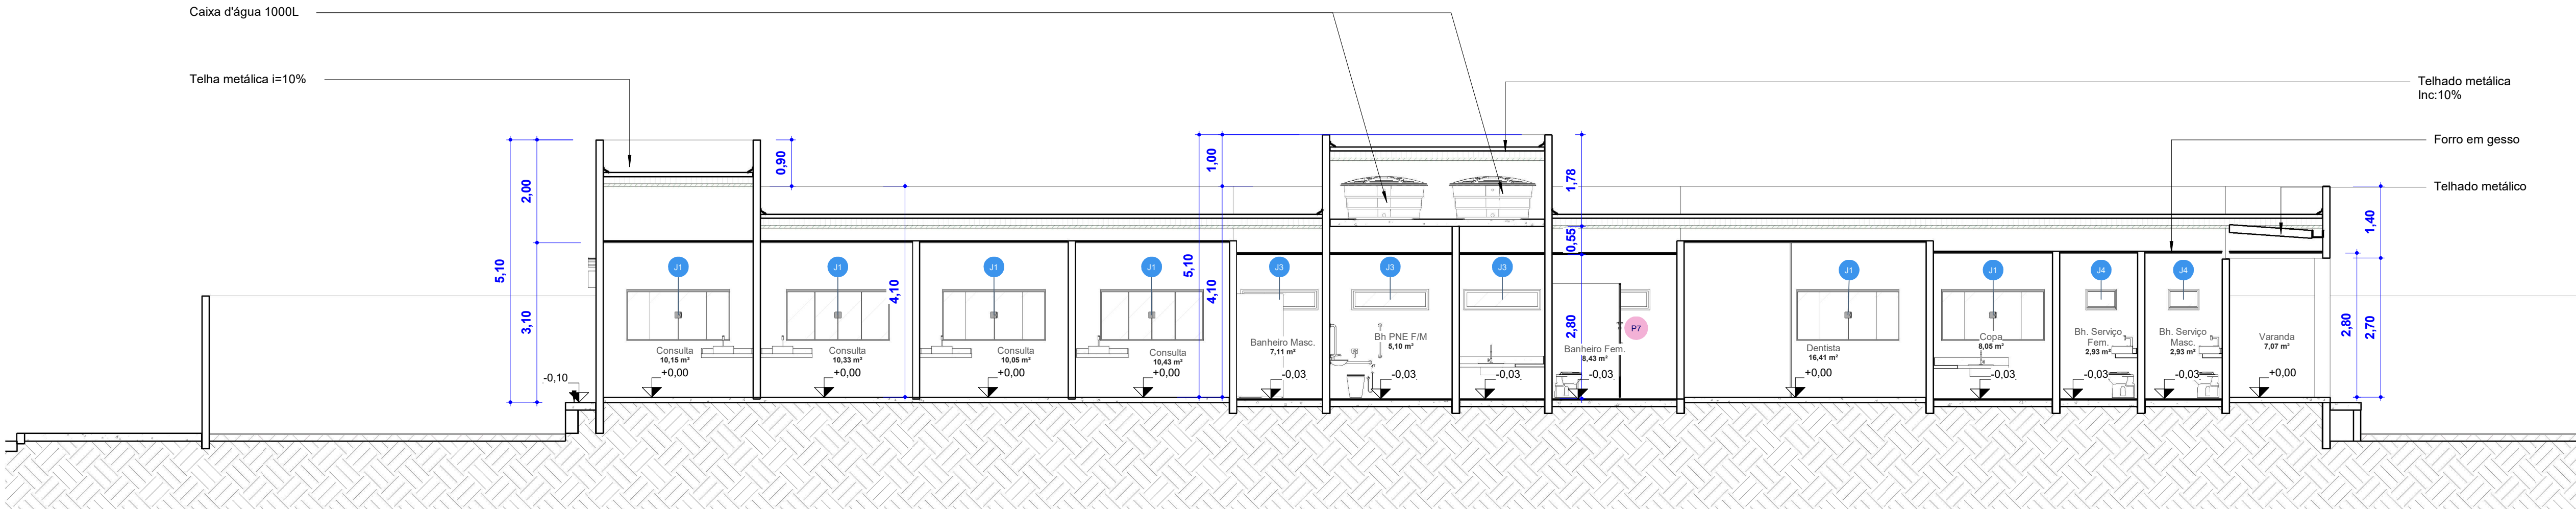 Caixa d'água 1000L
Telha metálica i=10%
Telhado metálica
Inc:10%
Forro em gesso
Telhado metálico
5,10
2,00
3,10
0,90
4,10
5,10
1,00
4,10
1,78
0,55
2,80
1,40
2,80
2,70
J1
J1
J1
J1
J3
J3
J3
P7
J1
J1
J4
J4
-0,10
Consulta
10,15 m²
+0,00
Consulta
10,33 m²
+0,00
Consulta
10,05 m²
+0,00
Consulta
10,43 m²
+0,00
Banheiro Masc.
7,11 m²
-0,03
Bh PNE F/M
5,10 m²
-0,03
-0,03
Banheiro Fem.
8,43 m²
-0,03
Dentista
16,41 m²
+0,00
Copa
8,05 m²
-0,03
Bh. Serviço
Fem.
2,93 m²
-0,03
Bh. Serviço
Masc.
2,93 m²
-0,03
Varanda
7,07 m²
+0,00